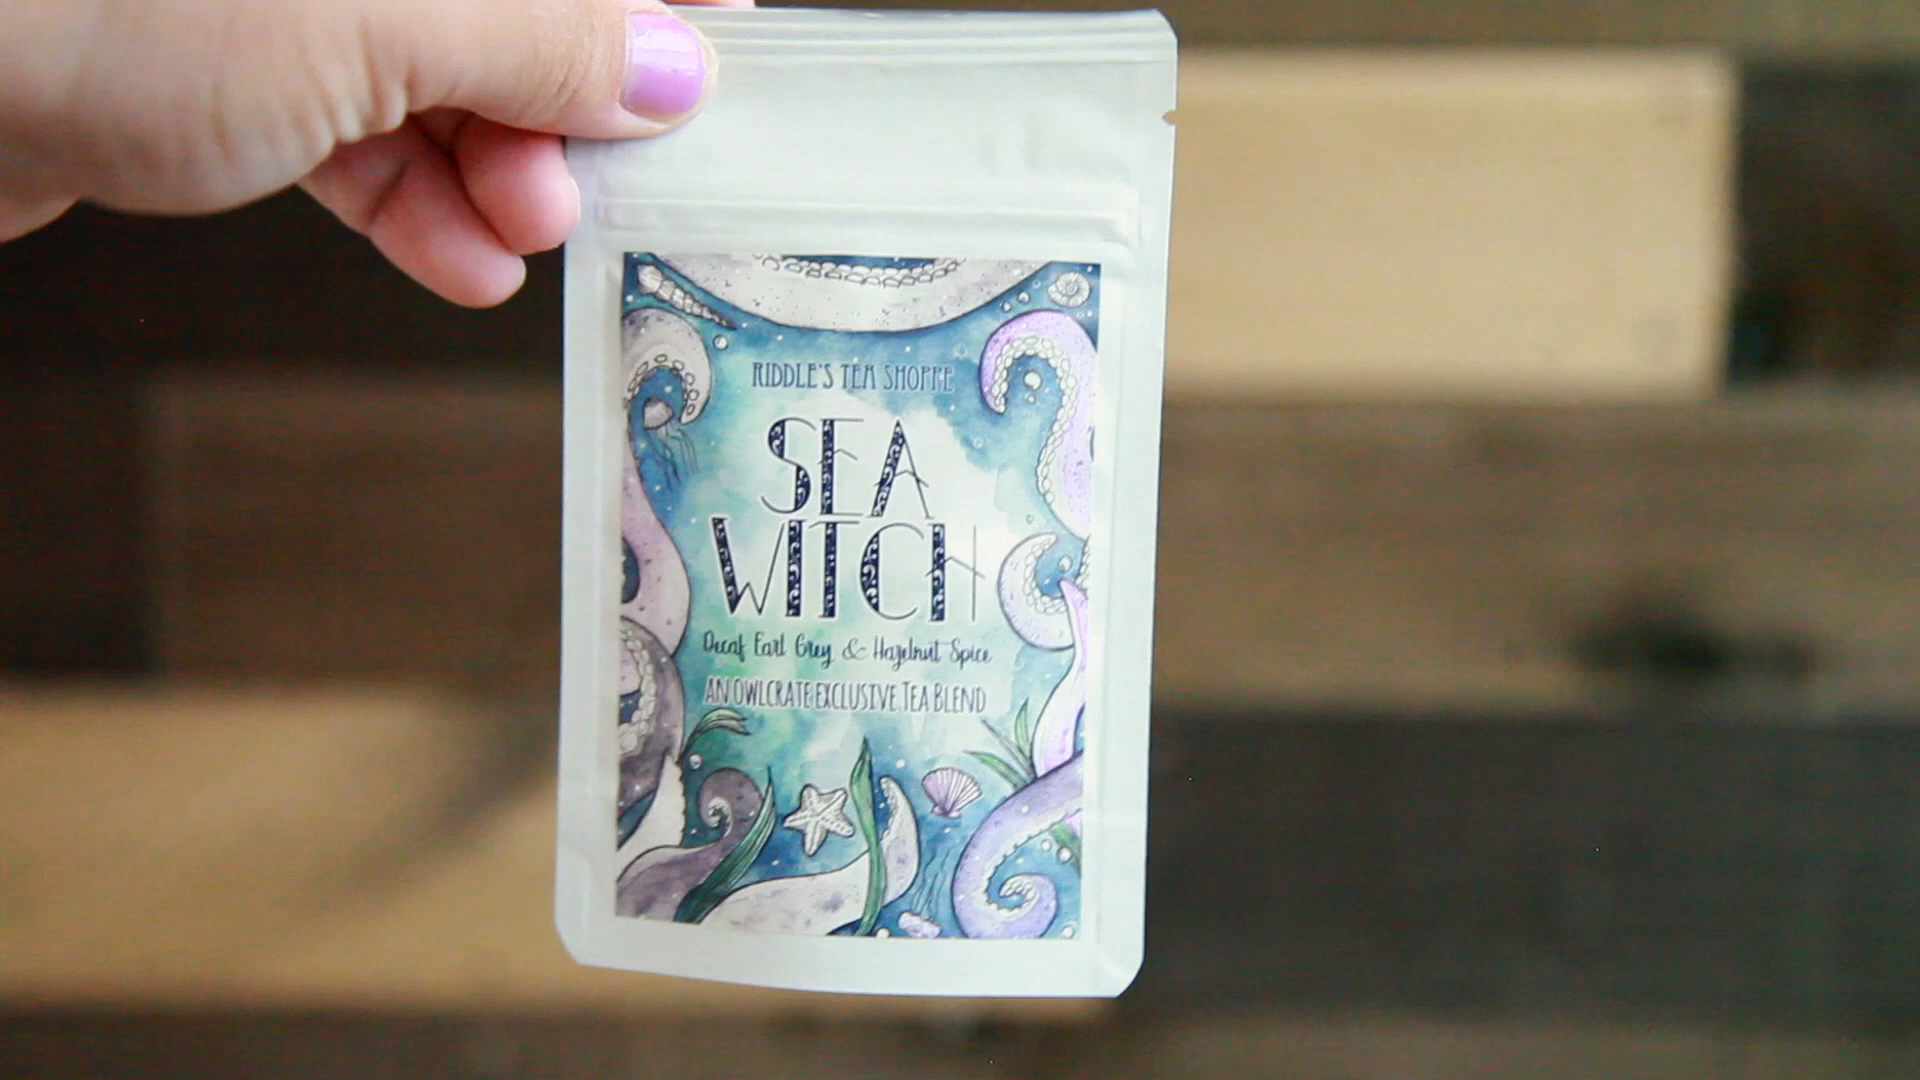 RIDDLE'S TEA SHOPPE
SEA
WITCH
Decaf Earl Grey & Hazelnut Spice
AN OWLCRATE EXCLUSIVE TEA BLEND